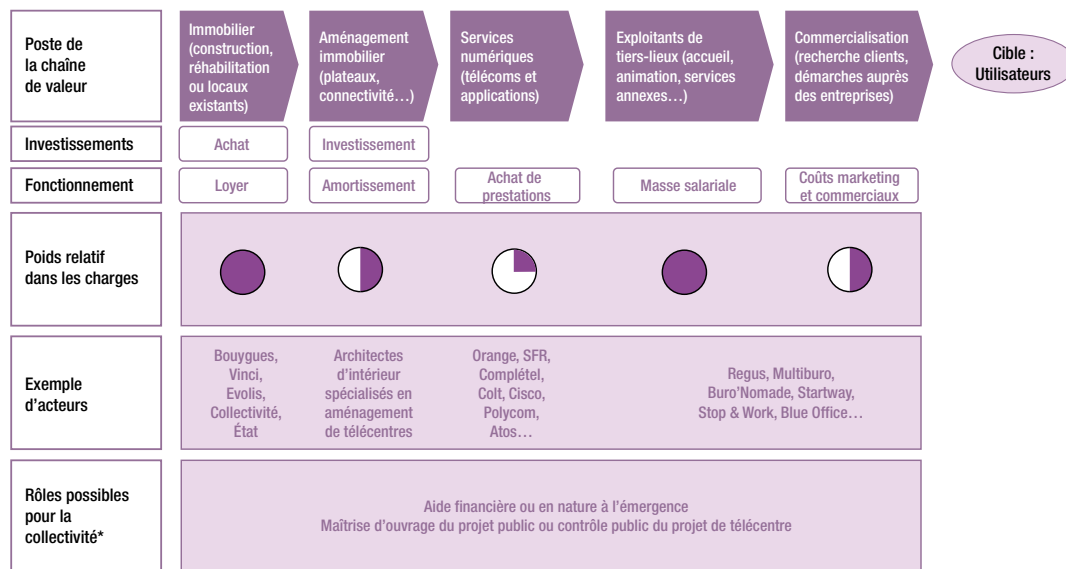 Poste de
la chaîne
de valeur
Immobilier
(construction,
réhabilitation
ou locaux
existants)
Aménagement
immobilier
(plateaux,
connectivité…)
Services
numériques
(télécoms et
applications)
Exploitants de
tiers-lieu (accueil,
animation, services
annexes…)
Commercialisation
(recherche clients,
démarches auprès
des entreprises)
Cible :
Utilisateurs
Investissements
Achat
Investissement
Fonctionnement
Loyer
Amortissement
Achat de
prestations
Masse salariale
Coûts marketing
et commerciaux
Poids relatif
dans les charges
Exemple
d’acteurs
Bouygues,
Vinci,
Evolis,
Collectivité,
État
Architectes
d’intérieur
spécialisés en
aménagement
de télécentres
Orange, SFR,
Complétel,
Colt, Cisco,
Polycom,
Atos…
Regus, Multiburo,
Buro’Nomade, Startway,
Stop & Work, Blue Office…
Rôles possibles
pour la
collectivité*
Aide financière ou en nature à l’émergence
Maîtrise d’ouvrage du projet public ou contrôle public du projet de télécentre